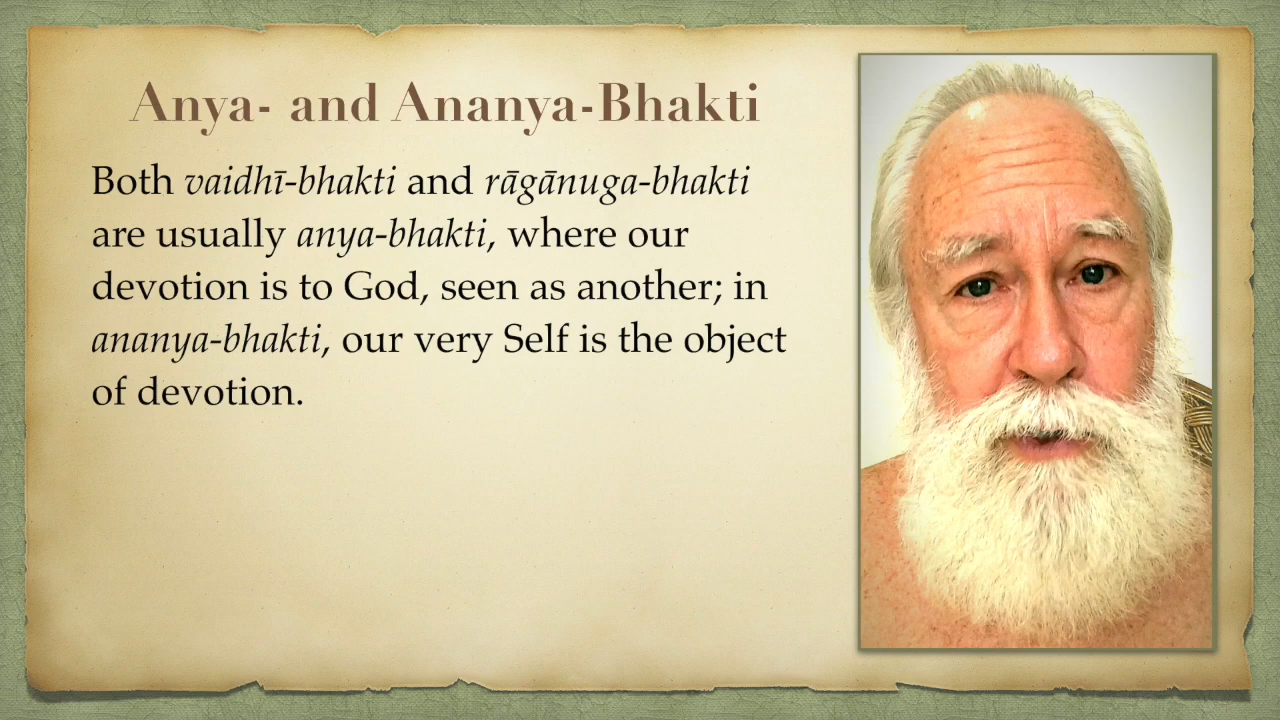 Anya- and Ananya-Bhakti
Both vaidhī-bhakti and rāgānuga-bhakti
are usually anya-bhakti, where our
devotion is to God, seen as another; in
ananya-bhakti, our very Self is the object
of devotion.